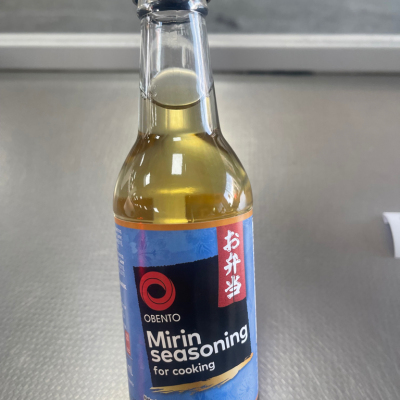 お弁当
OBENTO
Mirin
seasoning
for cooking